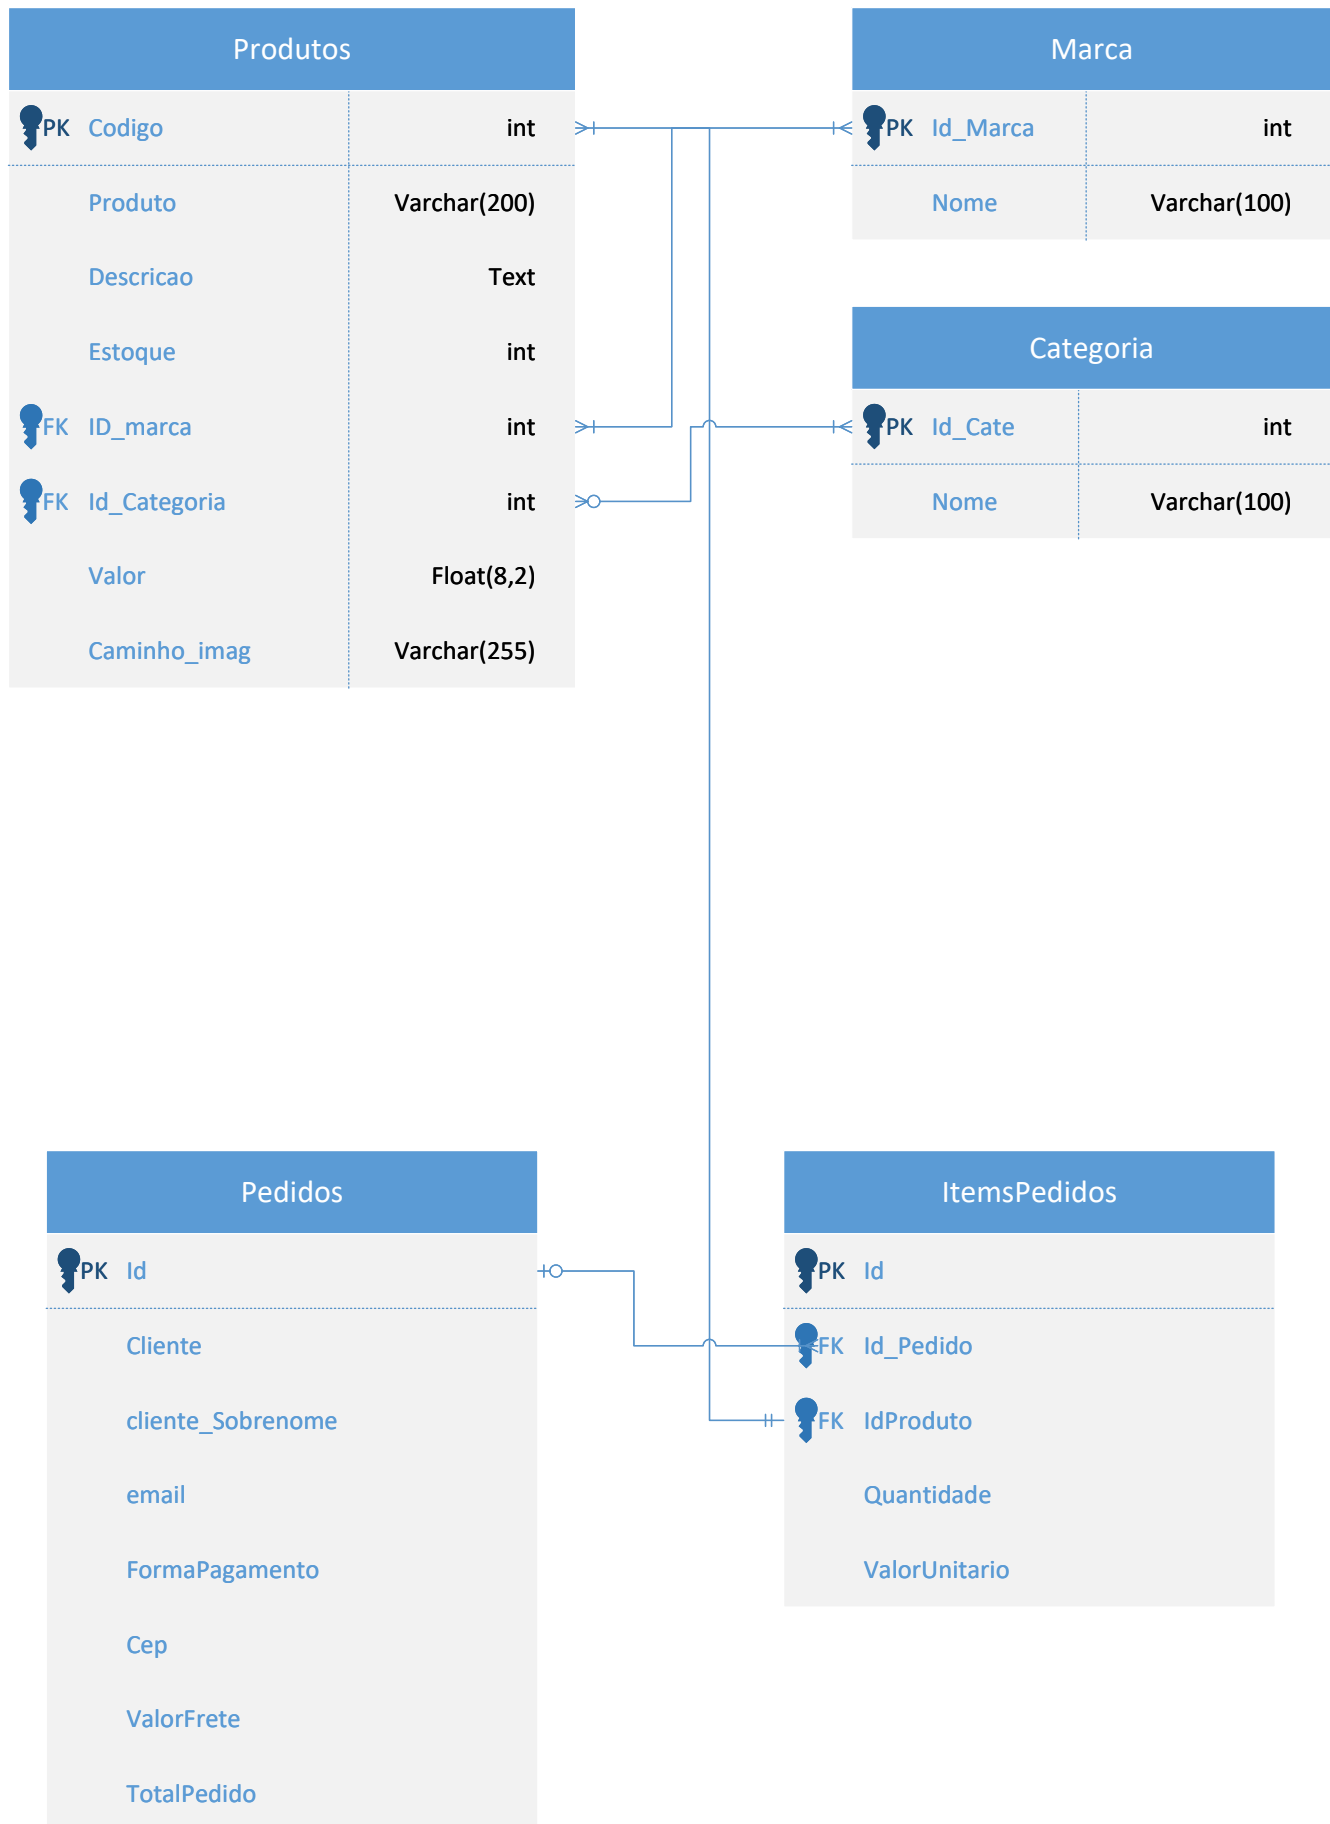 Produtos
PK Codigo int
Produto Varchar(200)
Descricao Text
Estoque int
FK ID_marca int
FK Id_Categoria int
Valor Float(8,2)
Caminho_imag Varchar(255)
Marca
PK Id_Marca int
Nome Varchar(100)
Categoria
PK Id_Cate int
Nome Varchar(100)
Pedidos
PK Id
Cliente
cliente_Sobrenome
email
FormaPagamento
Cep
ValorFrete
TotalPedido
ItemsPedidos
PK Id
FK Id_Pedido
FK IdProduto
Quantidade
ValorUnitario